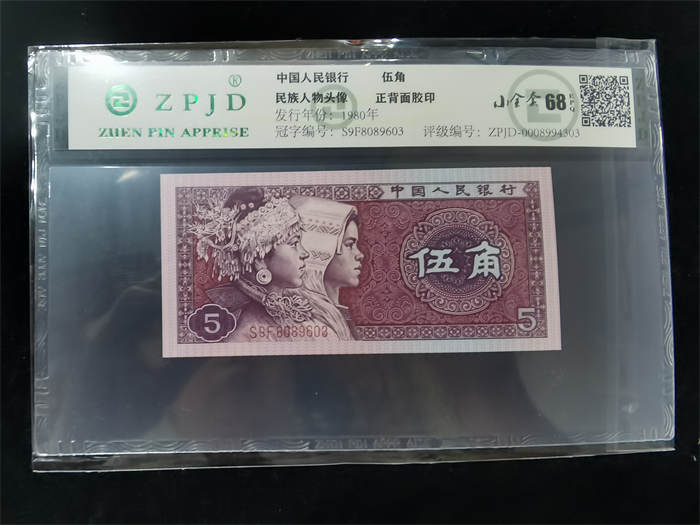 ZPJD®
ZHEN PIN APPRISE
中国人民银行 伍角
民族人物头像 正背面胶印
发行年份：1980年
冠字编号：S9F8089603
68 EPQ
评级编号：ZPJD-0008994303
中国人民银行
伍角
5
5
S9F8089603